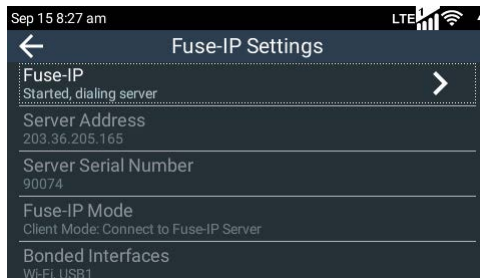 Sep 15 8:27 am LTE 1
Fuse-IP Settings
Fuse-IP
Started, dialing server
Server Address
203.36.205.165
Server Serial Number
90074
Fuse-IP Mode
Client Mode: Connect to Fuse-IP Server
Bonded Interfaces
Wi-Fi, USB1